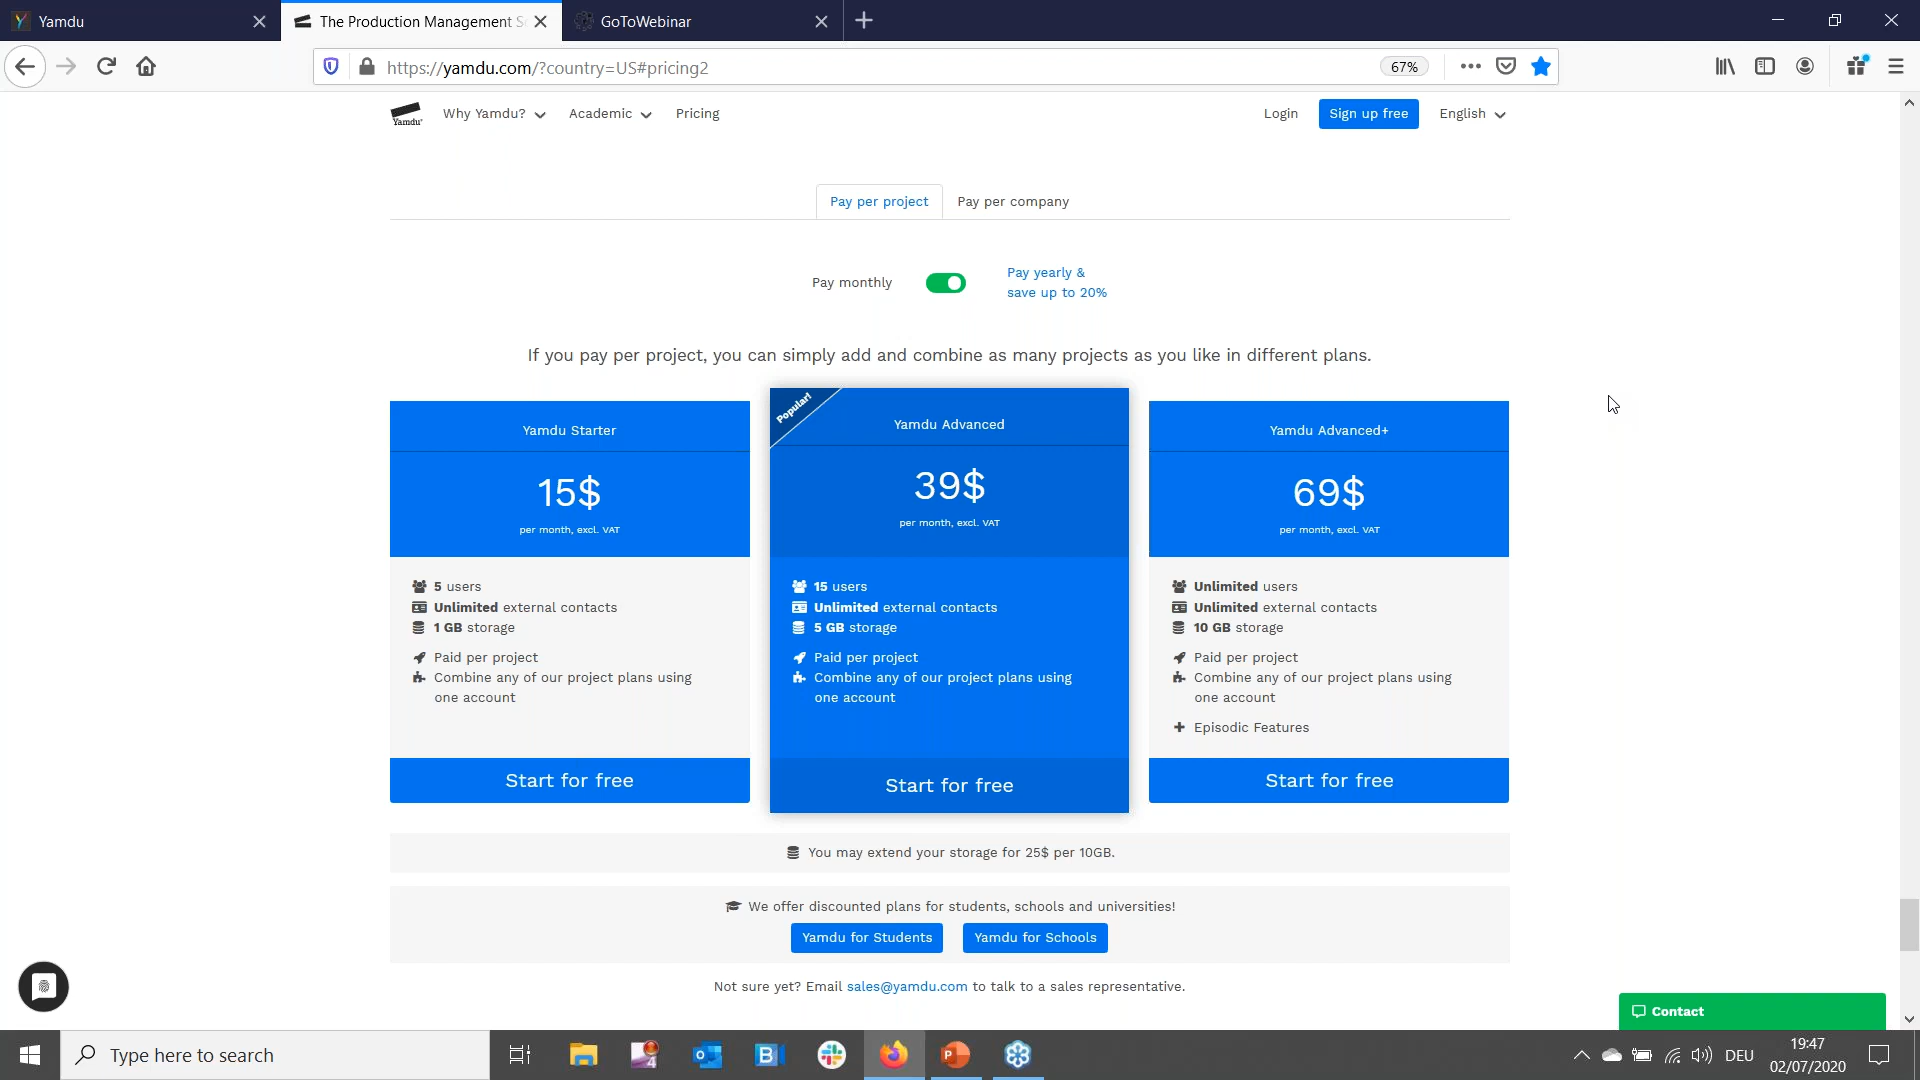 Yamdu
The Production Management S
GoToWebinar
https://yamdu.com/?country=US#pricing2
67%
Yamdu
Why Yamdu?
Academic
Pricing
Login
Sign up free
English
Pay per project
Pay per company
Pay monthly
Pay yearly &
save up to 20%
If you pay per project, you can simply add and combine as many projects as you like in different plans.
Yamdu Starter
15$
per month, excl. VAT
5 users
Unlimited external contacts
1 GB storage
Paid per project
Combine any of our project plans using
one account
Start for free
Popular!
Yamdu Advanced
39$
per month, excl. VAT
15 users
Unlimited external contacts
5 GB storage
Paid per project
Combine any of our project plans using
one account
Start for free
Yamdu Advanced+
69$
per month, excl. VAT
Unlimited users
Unlimited external contacts
10 GB storage
Paid per project
Combine any of our project plans using
one account
Episodic Features
Start for free
You may extend your storage for 25$ per 10GB.
We offer discounted plans for students, schools and universities!
Yamdu for Students
Yamdu for Schools
Not sure yet? Email sales@yamdu.com to talk to a sales representative.
Contact
Type here to search
DEU
19:47
02/07/2020